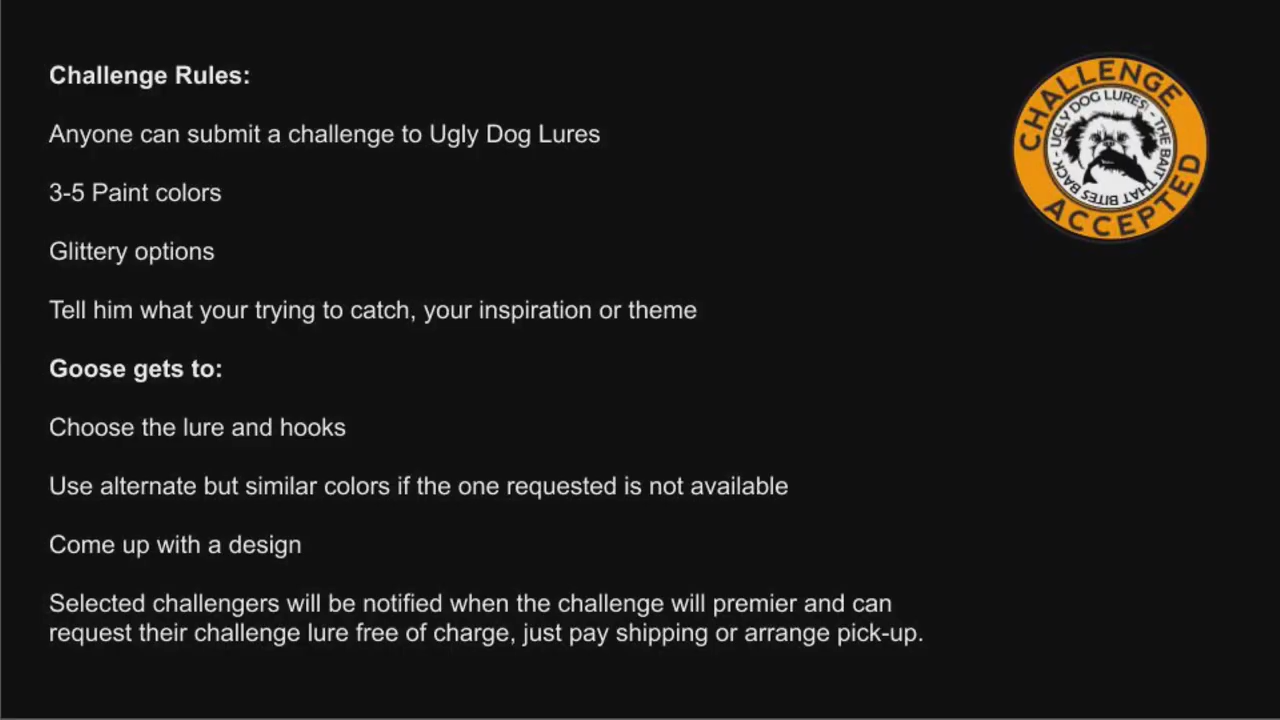 Challenge Rules:
Anyone can submit a challenge to Ugly Dog Lures
3-5 Paint colors
Glittery options
Tell him what your trying to catch, your inspiration or theme
Goose gets to:
Choose the lure and hooks
Use alternate but similar colors if the one requested is not available
Come up with a design
Selected challengers will be notified when the challenge will premier and can
request their challenge lure free of charge, just pay shipping or arrange pick-up.
CHALLENGE
UGLY DOG LURES! - THE BAIT THAT BITES BACK -
ACCEPTED